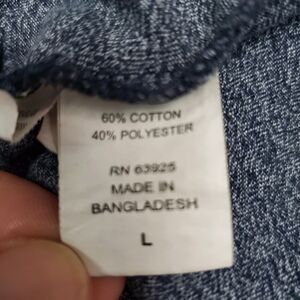 60% COTTON
40% POLYESTER
RN 63925
MADE IN
BANGLADESH
L